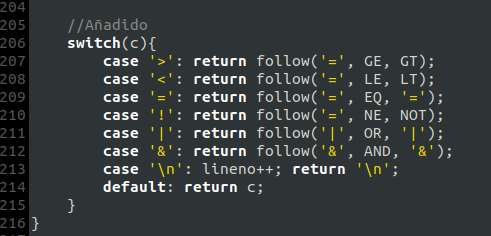 204
205 //Añadido
206 switch(c){
207 case '>': return follow('=', GE, GT);
208 case '<': return follow('=', LE, LT);
209 case '=': return follow('=', EQ, '=');
210 case '!': return follow('=', NE, NOT);
211 case '|': return follow('|', OR, '|');
212 case '&': return follow('&', AND, '&');
213 case '\n': lineno++; return '\n';
214 default: return c;
215 }
216 }